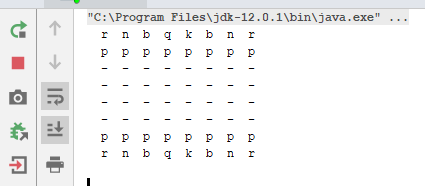 "C:\Program Files\jdk-12.0.1\bin\java.exe" ...
r n b q k b n r
p p p p p p p p
- - - - - - - -
- - - - - - - -
- - - - - - - -
- - - - - - - -
p p p p p p p p
r n b q k b n r